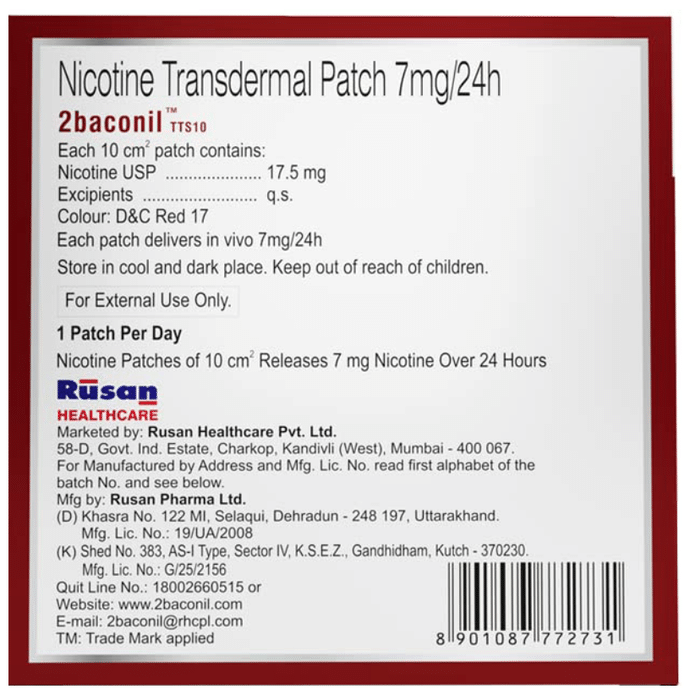 Nicotine Transdermal Patch 7mg/24h
2baconil™ TTS10
Each 10 cm² patch contains:
Nicotine USP ..................... 17.5 mg
Excipients ......................... q.s.
Colour: D&C Red 17
Each patch delivers in vivo 7mg/24h
Store in cool and dark place. Keep out of reach of children.
For External Use Only.
1 Patch Per Day
Nicotine Patches of 10 cm² Releases 7 mg Nicotine Over 24 Hours
Rūsan
HEALTHCARE
Marketed by: Rusan Healthcare Pvt. Ltd.
58-D, Govt. Ind. Estate, Charkop, Kandivli (West), Mumbai - 400 067.
For Manufactured by Address and Mfg. Lic. No. read first alphabet of the
batch No. and see below.
Mfg by: Rusan Pharma Ltd.
(D) Khasra No. 122 MI, Selaqui, Dehradun - 248 197, Uttarakhand.
Mfg. Lic. No.: 19/UA/2008
(K) Shed No. 383, AS-I Type, Sector IV, K.S.E.Z., Gandhidham, Kutch - 370230.
Mfg. Lic. No.: G/25/2156
Quit Line No.: 18002660515 or
Website: www.2baconil.com
E-mail: 2baconil@rhcpl.com
TM: Trade Mark applied
8 901087 772731